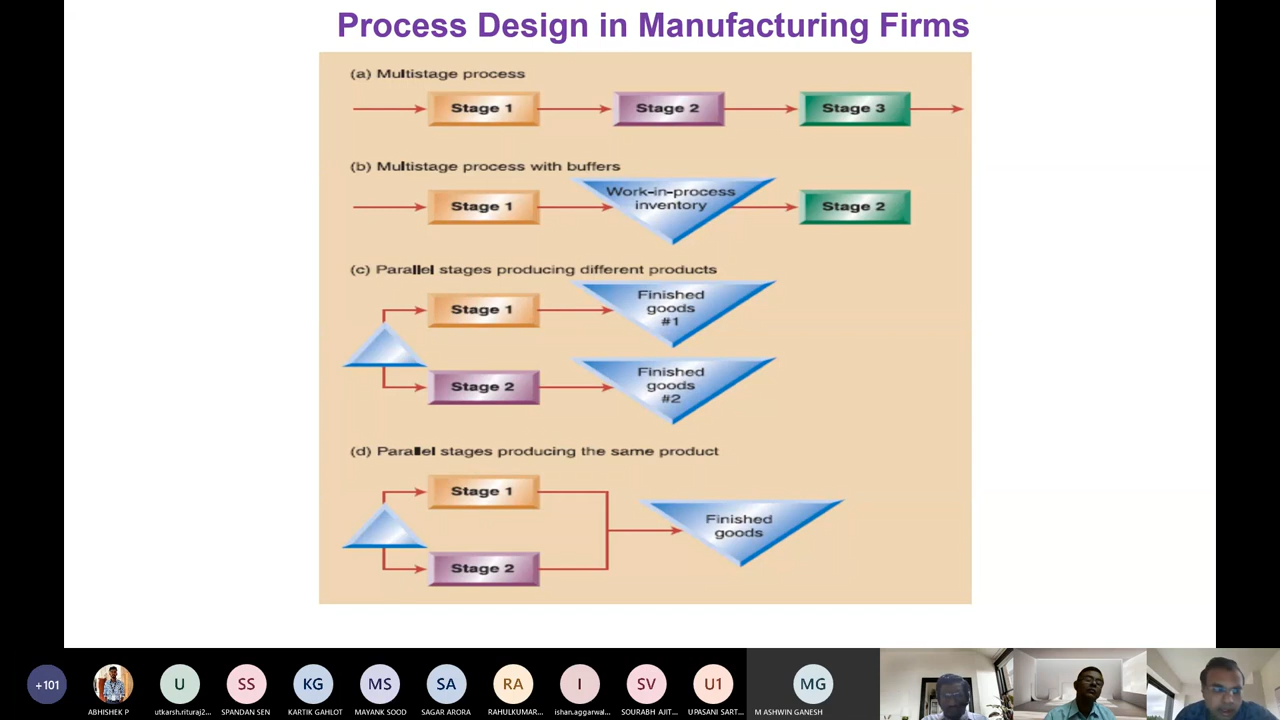 Process Design in Manufacturing Firms
(a) Multistage process
Stage 1
Stage 2
Stage 3
(b) Multistage process with buffers
Stage 1
Work-in-process
inventory
Stage 2
(c) Parallel stages producing different products
Stage 1
Finished
goods
#1
Stage 2
Finished
goods
#2
(d) Parallel stages producing the same product
Stage 1
Finished
goods
Stage 2
+101
U
SS
KG
MS
SA
RA
I
SV
U1
MG
ABHISHEK P
utkarsh.rituraj2...
SPANDAN SEN
KARTIK GAHLOT
MAYANK SOOD
SAGAR ARORA
RAHULKUMAR...
ishan.aggarwal...
SOURABH AJIT...
UPASANI SART...
M ASHWIN GANESH